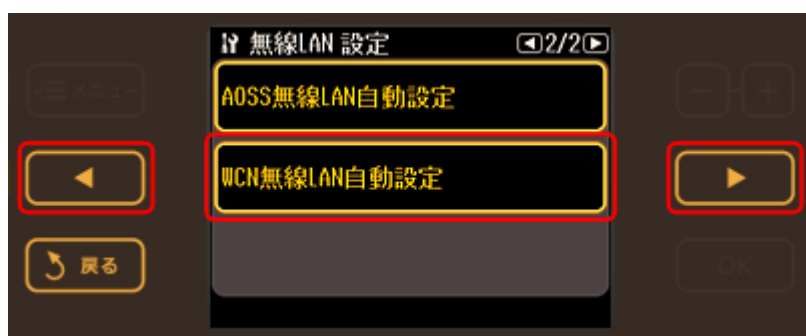 無線LAN 設定
2/2
メニュー
AOSS無線LAN自動設定
- +
WCN無線LAN自動設定
戻る
OK